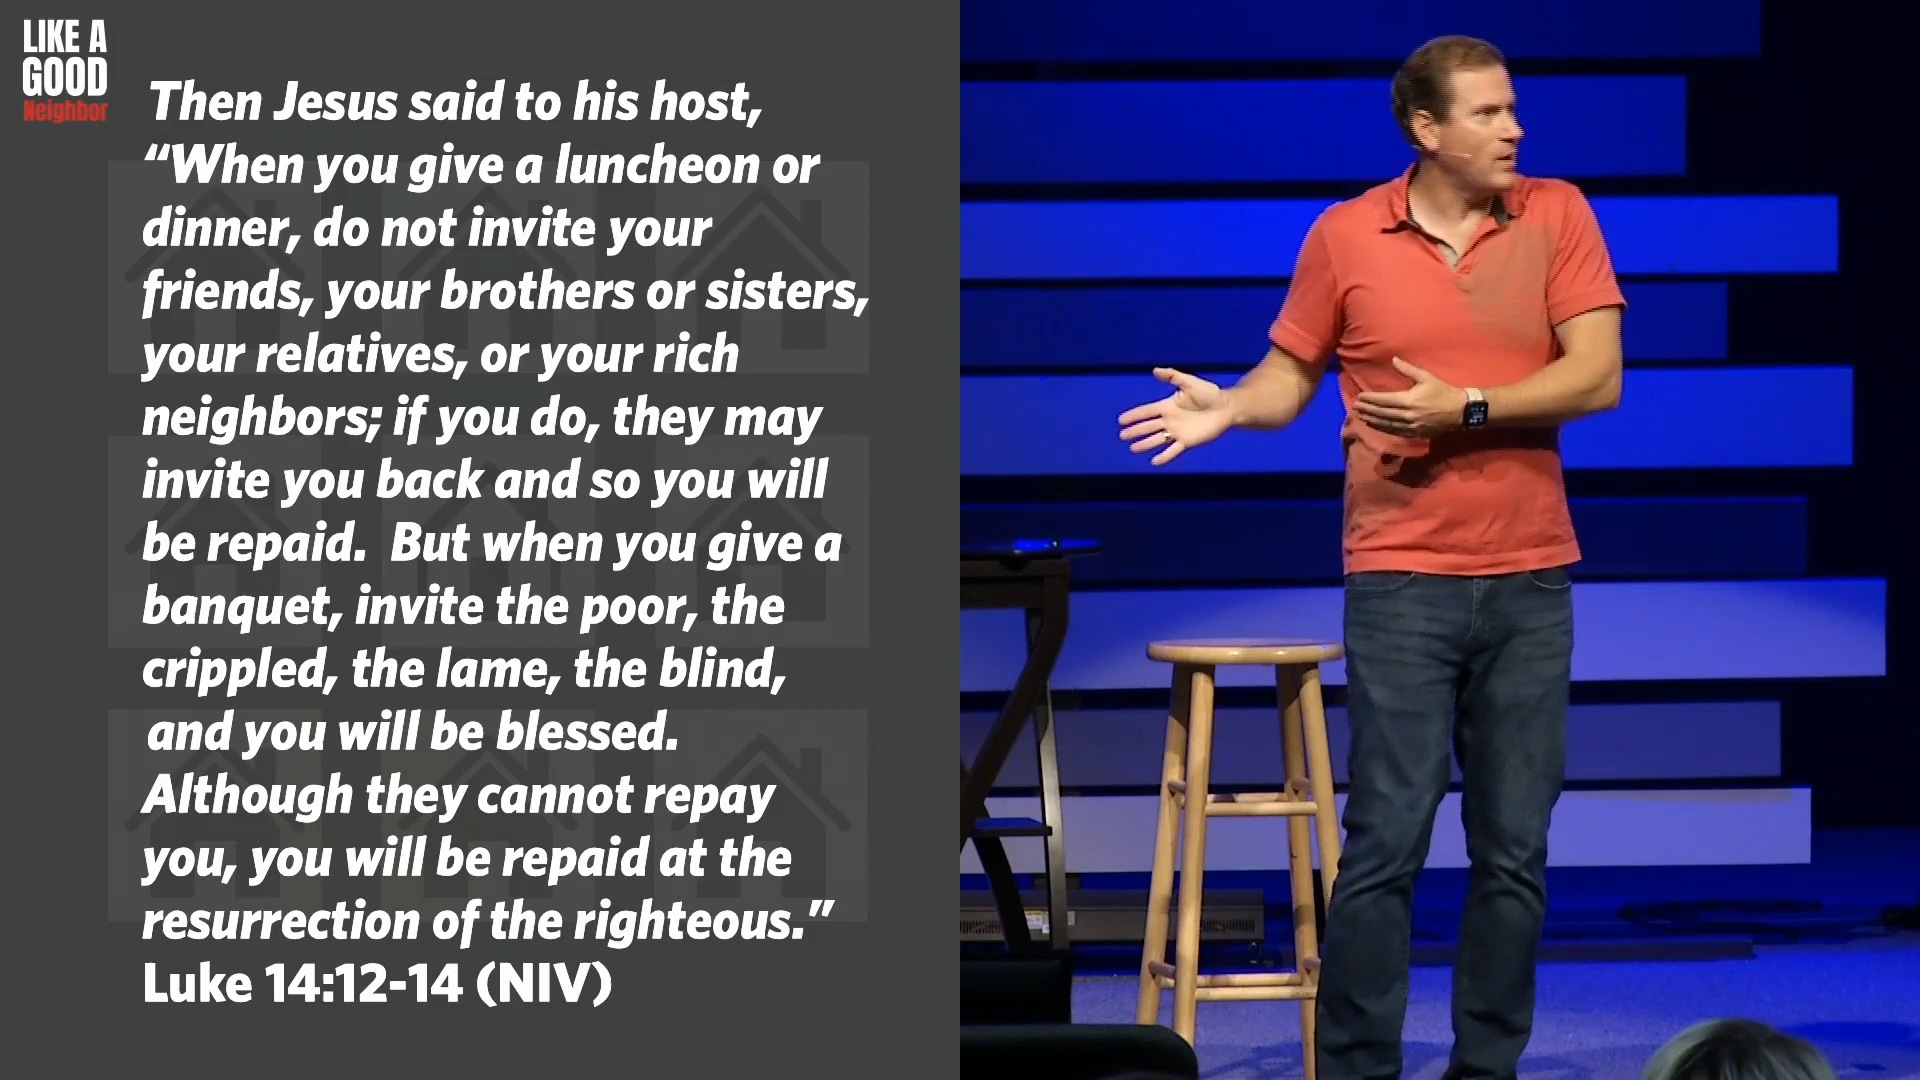 LIKE A
GOOD
Neighbor
Then Jesus said to his host,
“When you give a luncheon or
dinner, do not invite your
friends, your brothers or sisters,
your relatives, or your rich
neighbors; if you do, they may
invite you back and so you will
be repaid.  But when you give a
banquet, invite the poor, the
crippled, the lame, the blind,
and you will be blessed.
Although they cannot repay
you, you will be repaid at the
resurrection of the righteous.”
Luke 14:12-14 (NIV)